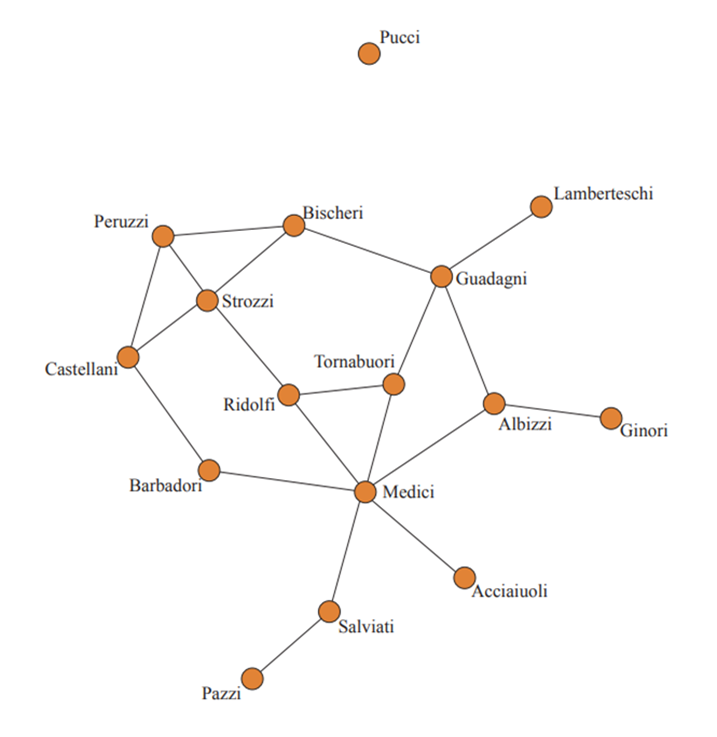 Pucci
Lamberteschi
Bischeri
Peruzzi
Guadagni
Strozzi
Tornabuori
Castellani
Ridolfi
Albizzi
Ginori
Barbadori
Medici
Acciaiuoli
Salviati
Pazzi